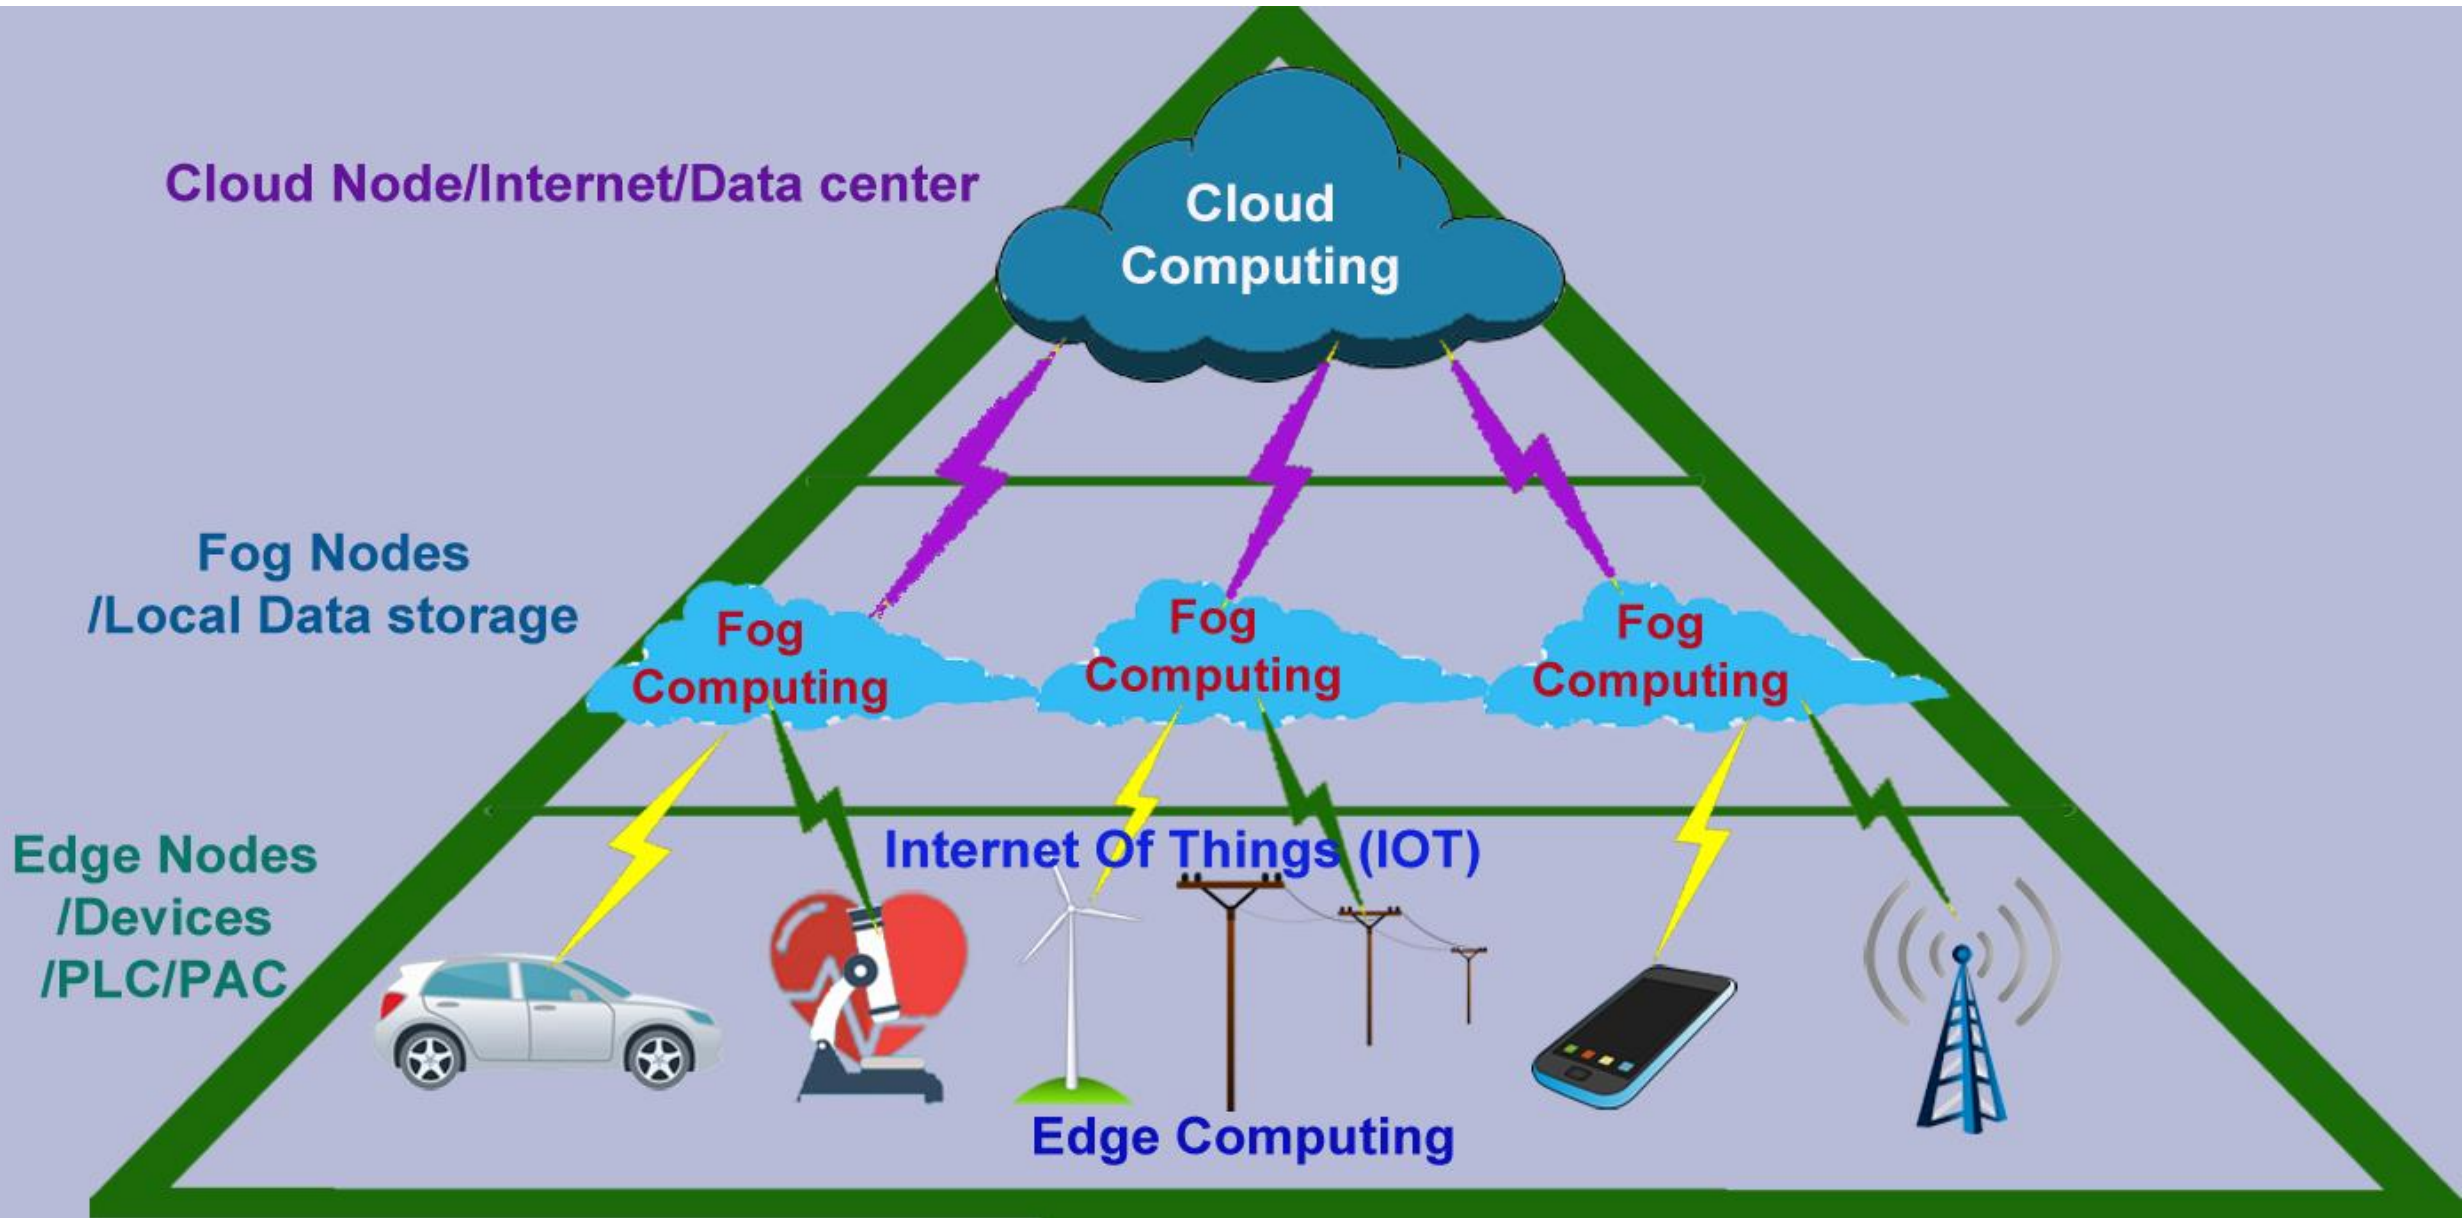 Cloud Node/Internet/Data center
Cloud
Computing
Fog Nodes
/Local Data storage
Fog
Computing
Fog
Computing
Fog
Computing
Edge Nodes
/Devices
/PLC/PAC
Internet Of Things (IOT)
Edge Computing